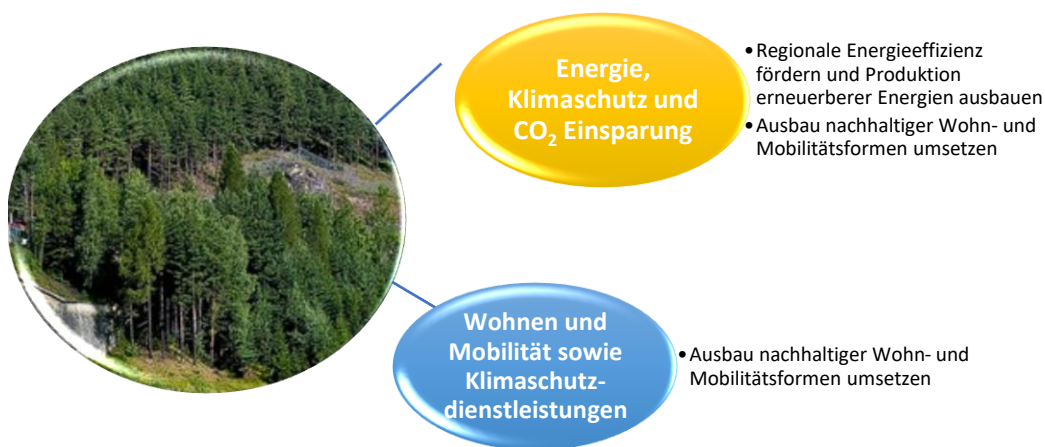 Energie,
Klimaschutz und
CO₂ Einsparung
•Regionale Energieeffizienz
fördern und Produktion
erneuerberer Energien ausbauen
•Ausbau nachhaltiger Wohn- und
Mobilitätsformen umsetzen
Wohnen und
Mobilität sowie
Klimaschutz-
dienstleistungen
•Ausbau nachhaltiger Wohn- und
Mobilitätsformen umsetzen